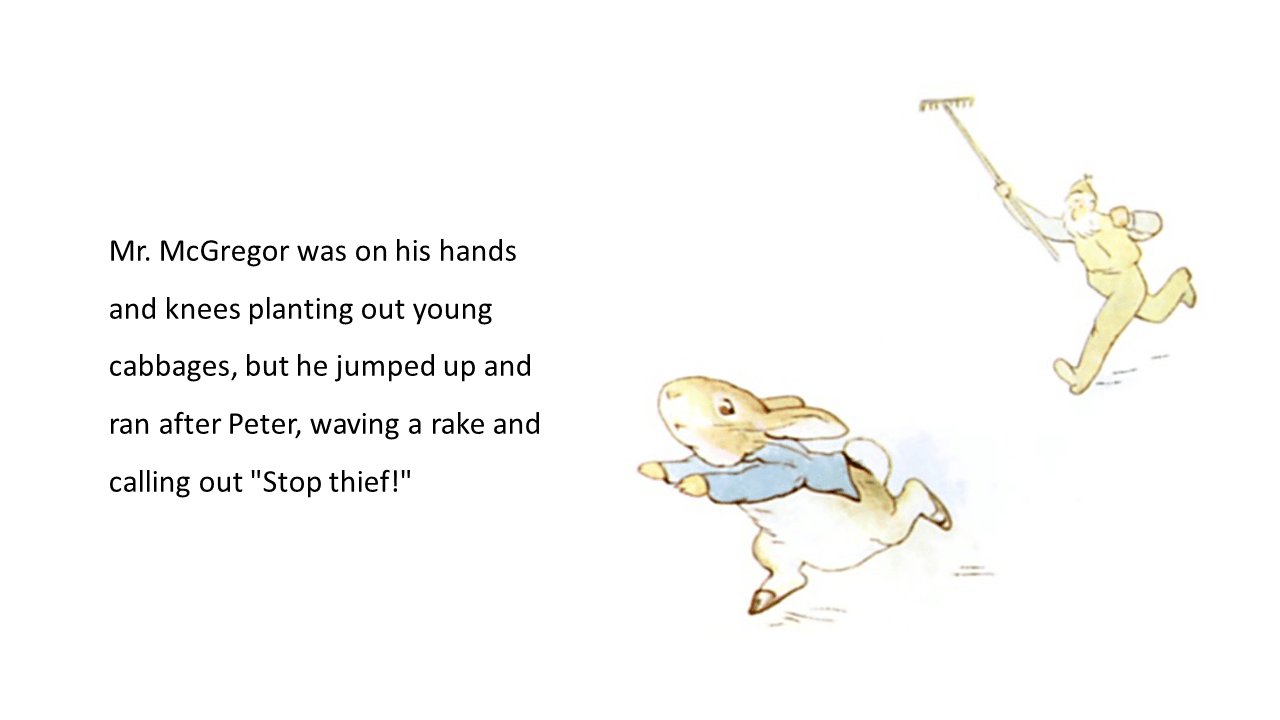 Mr. McGregor was on his hands
and knees planting out young
cabbages, but he jumped up and
ran after Peter, waving a rake and
calling out "Stop thief!"